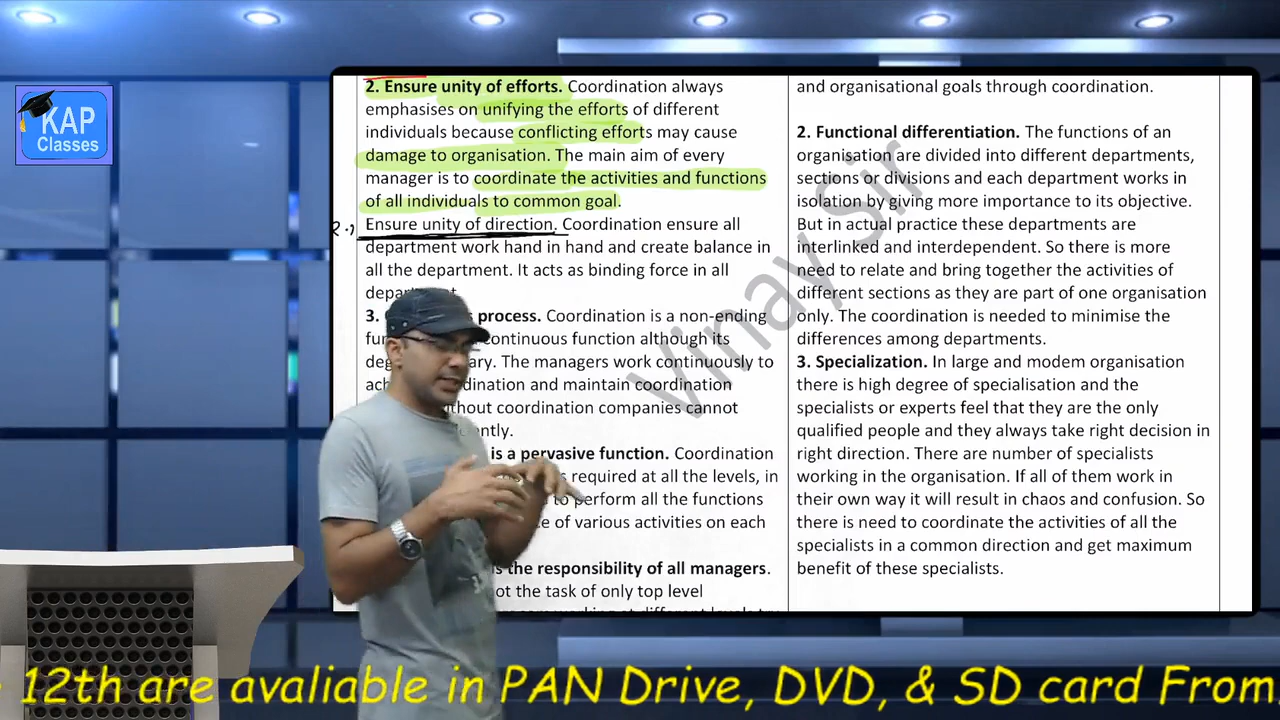 KAP
Classes
2. Ensure unity of efforts. Coordination always
emphasises on unifying the efforts of different
individuals because conflicting efforts may cause
damage to organisation. The main aim of every
manager is to coordinate the activities and functions
of all individuals to common goal.
Ensure unity of direction. Coordination ensure all
department work hand in hand and create balance in
all the department. It acts as binding force in all
3. process. Coordination is a non-ending
continuous function although its
The managers work continuously to
and maintain coordination
coordination companies cannot
is a pervasive function. Coordination
required at all the levels, in
to perform all the functions
of various activities on each
the responsibility of all managers.
the task of only top level
and organisational goals through coordination.
2. Functional differentiation. The functions of an
organisation are divided into different departments,
sections or divisions and each department works in
isolation by giving more importance to its objective.
But in actual practice these departments are
interlinked and interdependent. So there is more
need to relate and bring together the activities of
different sections as they are part of one organisation
only. The coordination is needed to minimise the
differences among departments.
3. Specialization. In large and modem organisation
there is high degree of specialisation and the
specialists or experts feel that they are the only
qualified people and they always take right decision in
right direction. There are number of specialists
working in the organisation. If all of them work in
their own way it will result in chaos and confusion. So
there is need to coordinate the activities of all the
specialists in a common direction and get maximum
benefit of these specialists.
Vinay Sir
12th are avaliable in PAN Drive, DVD, & SD card From